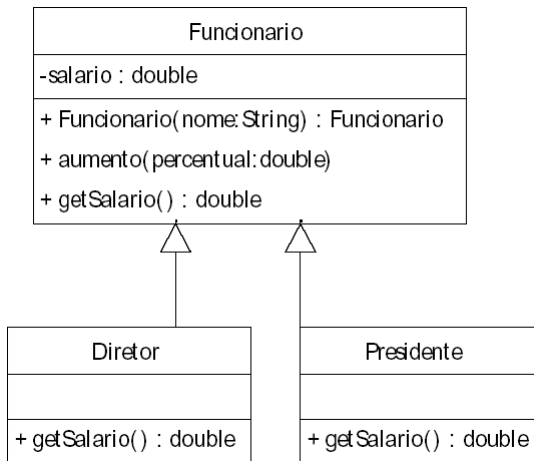 Funcionario
-salario : double
+ Funcionario(nome:String) : Funcionario
+ aumento(percentual:double)
+ getSalario() : double
Diretor
+ getSalario() : double
Presidente
+ getSalario() : double